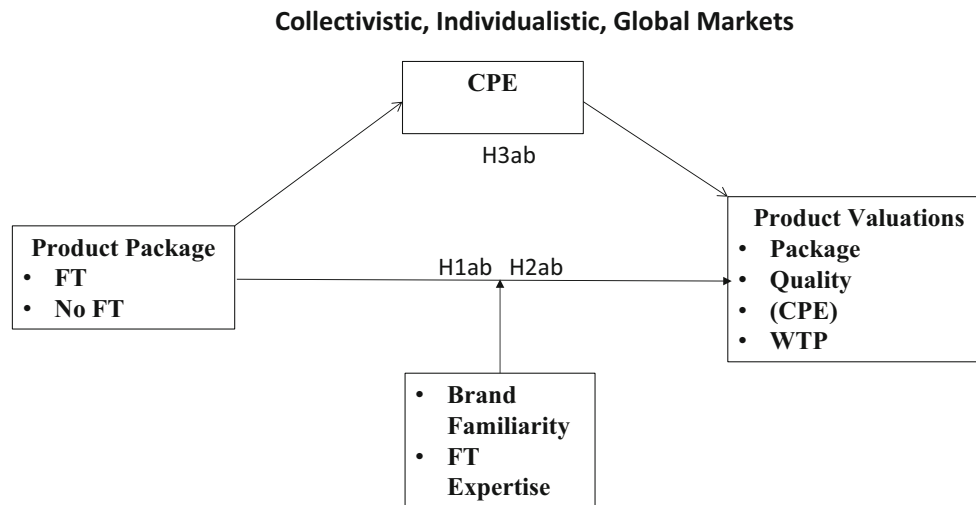 Collectivistic, Individualistic, Global Markets
CPE
H3ab
Product Package
• FT
• No FT
H1ab H2ab
Product Valuations
• Package
• Quality
• (CPE)
• WTP
• Brand
Familiarity
• FT
Expertise